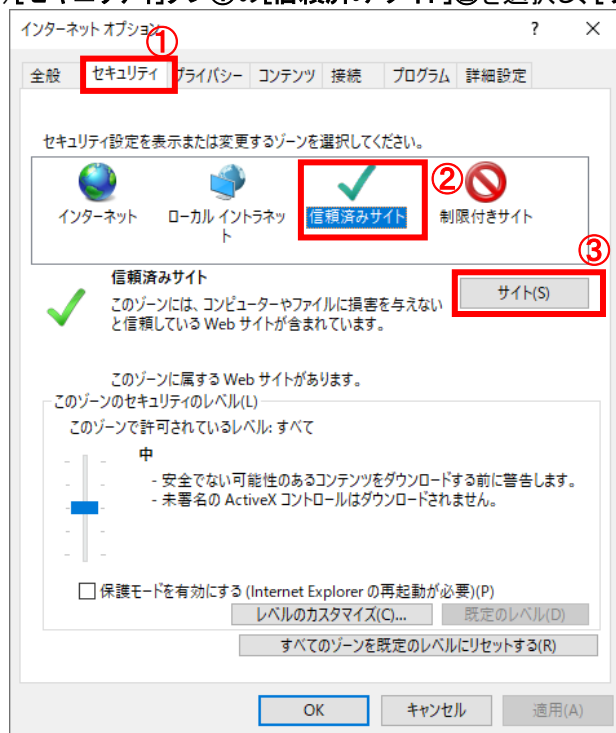 インターネット オプション
?
×
①
全般
セキュリティ
プライバシー
コンテンツ
接続
プログラム
詳細設定
セキュリティ設定を表示または変更するゾーンを選択してください。
②
インターネット
ローカル イントラネッ
ト
信頼済みサイト
制限付きサイト
③
信頼済みサイト
サイト(S)
このゾーンには、コンピューターやファイルに損害を与えない
と信頼している Web サイトが含まれています。
このゾーンに属する Web サイトがあります。
このゾーンのセキュリティのレベル(L)
このゾーンで許可されているレベル: すべて
中
- 安全でない可能性のあるコンテンツをダウンロードする前に警告します。
- 未署名の ActiveX コントロールはダウンロードされません。
保護モードを有効にする (Internet Explorer の再起動が必要)(P)
レベルのカスタマイズ(C)...
既定のレベル(D)
すべてのゾーンを既定のレベルにリセットする(R)
OK
キャンセル
適用(A)